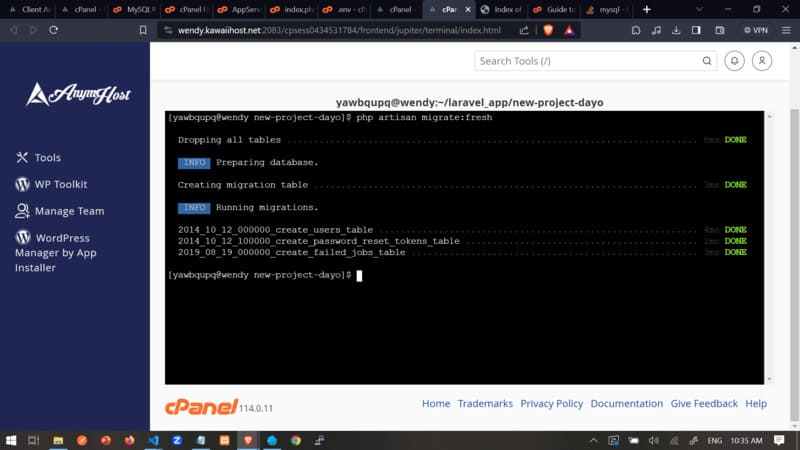 Client Ar
cPanel -
MySQL®
cPanel Fi
AppServ
index.ph
.env - cP
cPanel -
cPan
Index of
Guide to
mysql - L
wendy.kawaiihost.net:2083/cpsess0434531784/frontend/jupiter/terminal/index.html
VPN
AnymHost
Search Tools (/)
Tools
WP Toolkit
Manage Team
WordPress
Manager by App
Installer
yawbqupq@wendy:~/laravel_app/new-project-dayo
[yawbqupq@wendy new-project-dayo]$ php artisan migrate:fresh
Dropping all tables 8ms DONE
INFO Preparing database.
Creating migration table 3ms DONE
INFO Running migrations.
2014_10_12_000000_create_users_table 4ms DONE
2014_10_12_100000_create_password_reset_tokens_table 1ms DONE
2019_08_19_000000_create_failed_jobs_table 3ms DONE
[yawbqupq@wendy new-project-dayo]$
cPanel 114.0.11
Home Trademarks Privacy Policy Documentation Give Feedback Help
ENG 10:35 AM